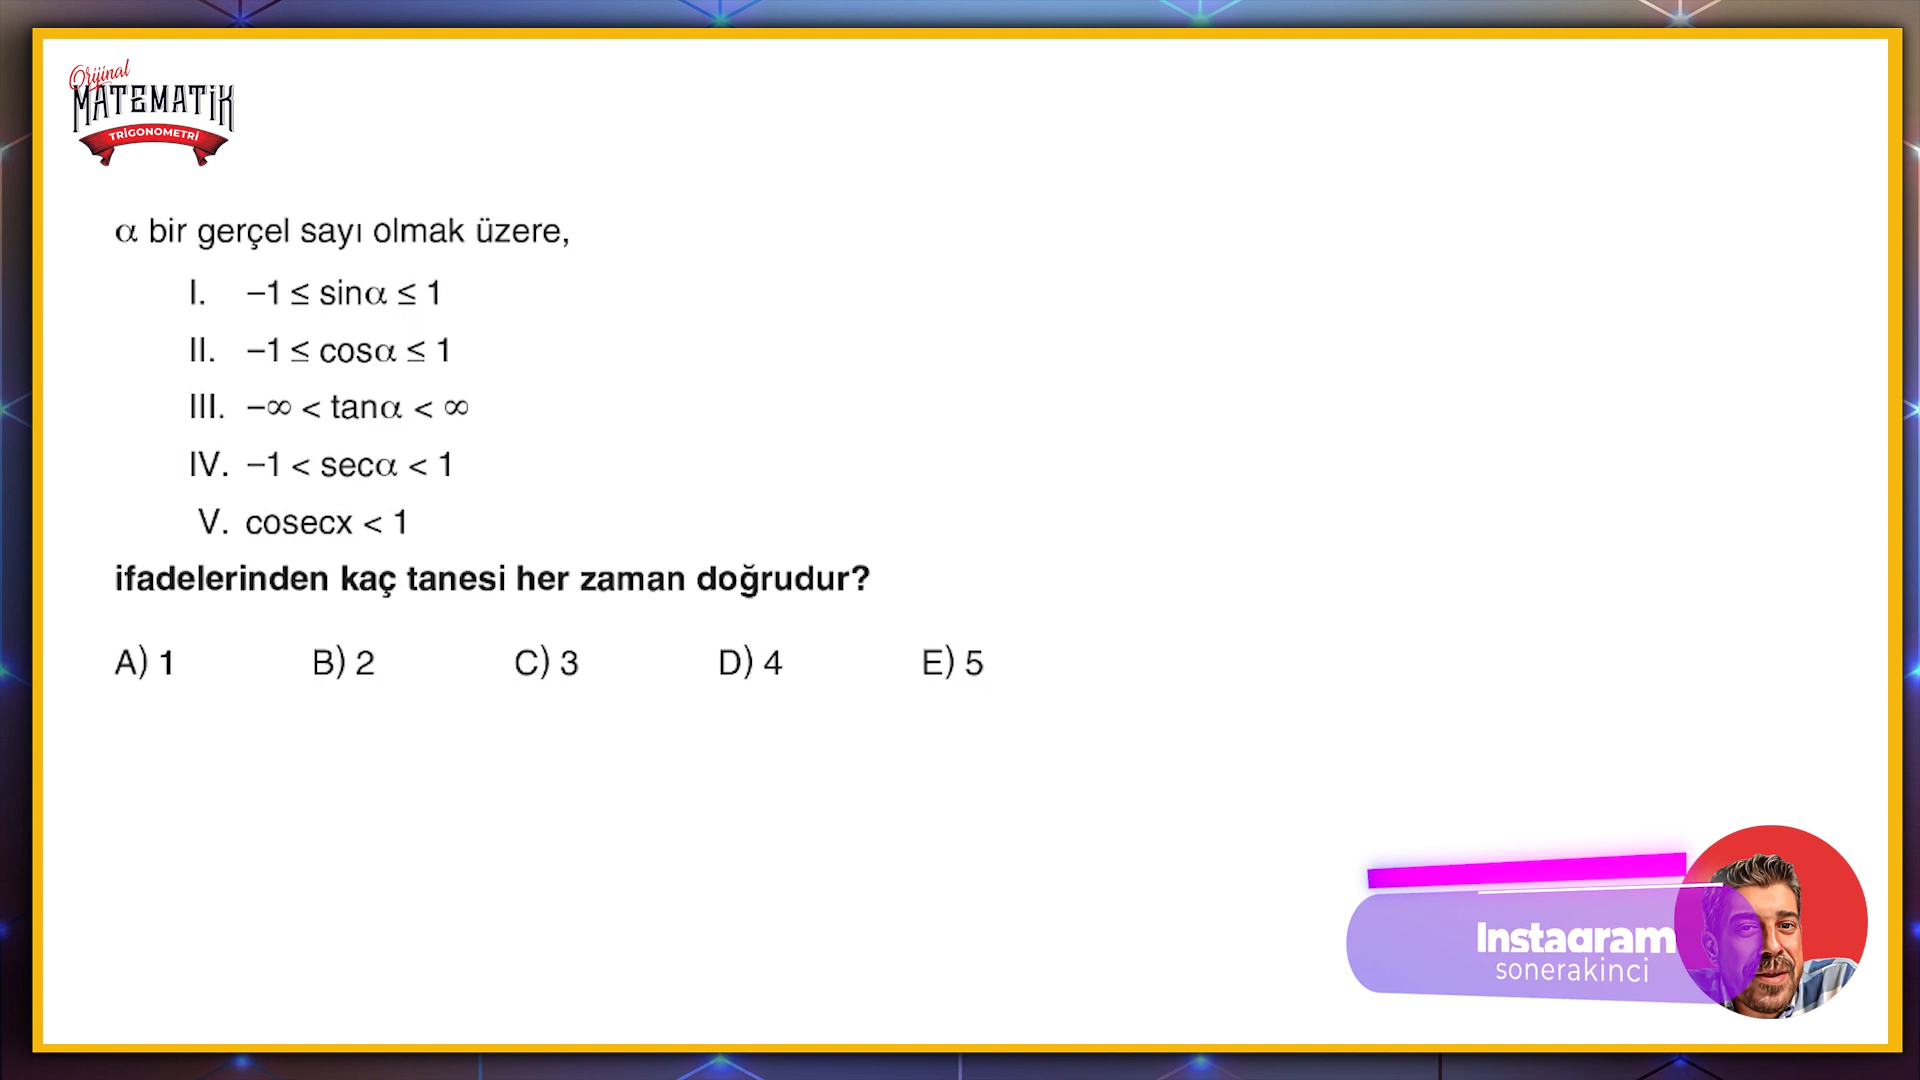 Orijinal
MATEMATİK
TRİGONOMETRİ
α bir gerçel sayı olmak üzere,
I. –1 ≤ sinα ≤ 1
II. –1 ≤ cosα ≤ 1
III. –∞ < tanα < ∞
IV. –1 < secα < 1
V. cosecx < 1
ifadelerinden kaç tanesi her zaman doğrudur?
A) 1 B) 2 C) 3 D) 4 E) 5
Instagram
sonerakinci